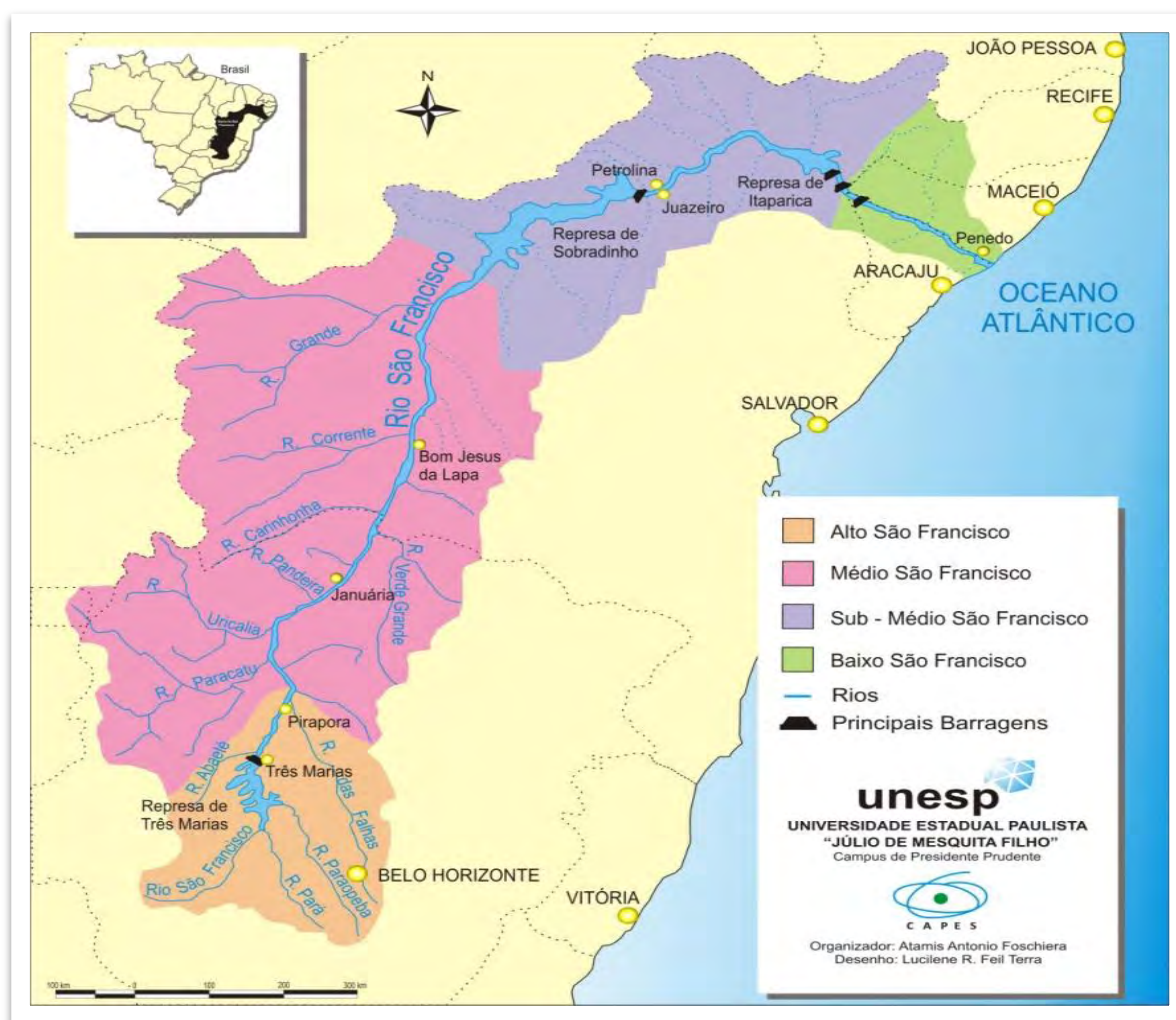 Brasil
N
JOÃO PESSOA
RECIFE
MACEIÓ
Petrolina
Juazeiro
Represa de
Itaparica
Represa de
Sobradinho
Penedo
ARACAJU
OCEANO
ATLÂNTICO
Rio São Francisco
R. Grande
SALVADOR
R. Corrente
Bom Jesus
da Lapa
R. Carinhonha
R. Pandeira
Januária
R. Verde Grande
R. Uricalia
R. Paracatu
Pirapora
R. Abaelé
Três Marias
R. das Falhas
Represa de
Três Marias
Rio São Francisco
R. Pará
R. Paraopeba
BELO HORIZONTE
VITÓRIA
100 km 0 100 200 300 km
Alto São Francisco
Médio São Francisco
Sub - Médio São Francisco
Baixo São Francisco
Rios
Principais Barragens
unesp
UNIVERSIDADE ESTADUAL PAULISTA
“JÚLIO DE MESQUITA FILHO”
Campus de Presidente Prudente
CAPES
Organizador: Atamis Antonio Foschiera
Desenho: Lucilene R. Feil Terra